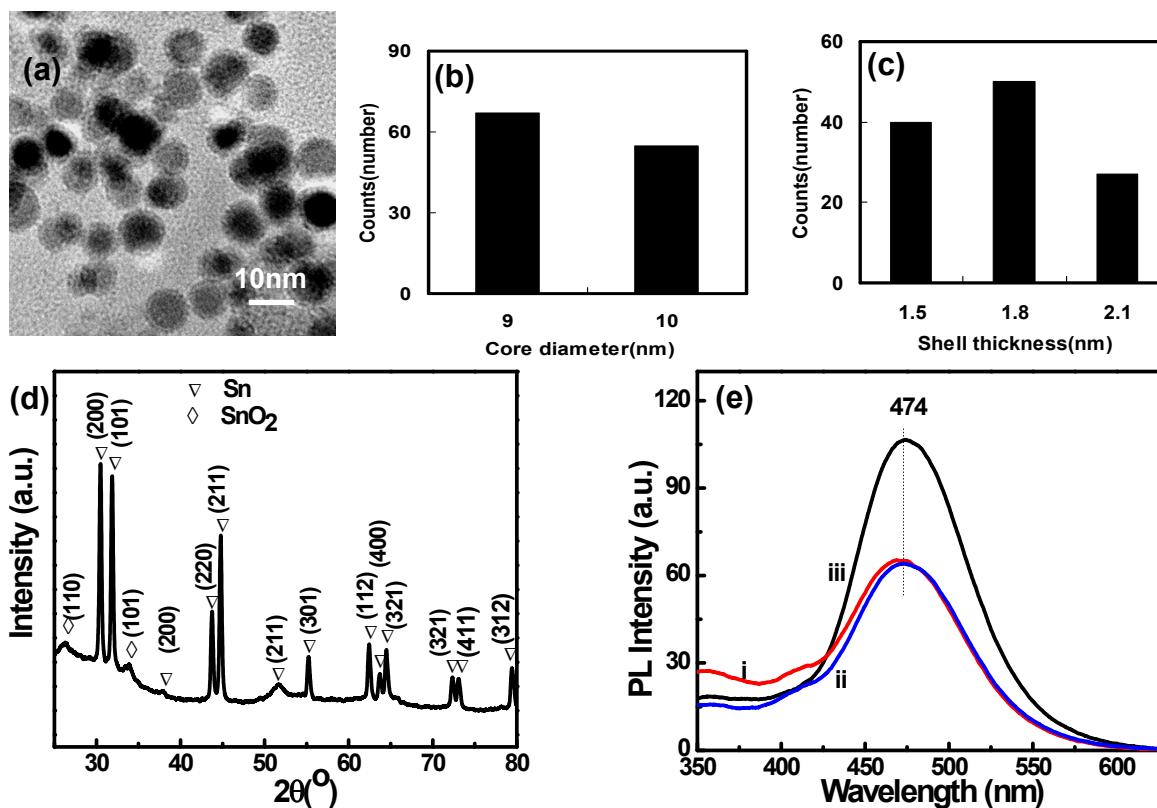 (a)
10nm
(b)
Counts(number)
90
60
30
0
9
10
Core diameter(nm)
(c)
Counts(number)
60
40
20
0
1.5
1.8
2.1
Shell thickness(nm)
(d)
Intensity (a.u.)
▽ Sn
◇ SnO2
(110)
(200)
(101)
(101)
(200)
(220)
(211)
(211)
(301)
(112)
(400)
(321)
(321)
(411)
(312)
30
40
50
60
70
80
2θ(°)
(e)
PL Intensity (a.u.)
120
90
60
30
0
474
iii
i
ii
350
400
450
500
550
600
Wavelength (nm)